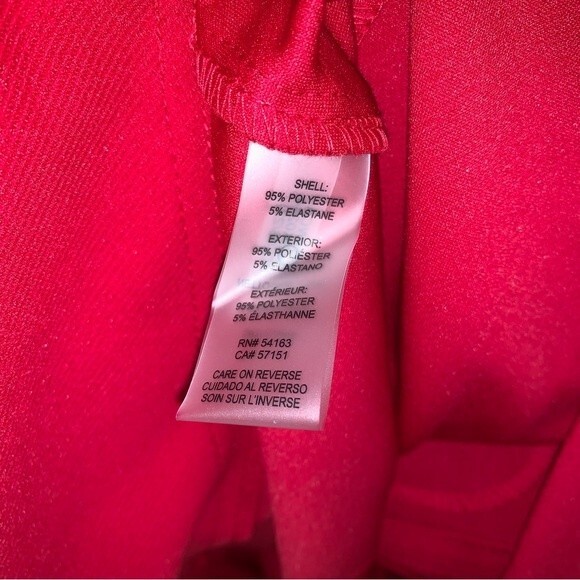 SHELL:
95% POLYESTER
5% ELASTANE
EXTERIOR:
95% POLIÉSTER
5% ELASTANO
EXTÉRIEUR:
95% POLYESTER
5% ÉLASTHANNE
RN# 54163
CA# 57151
CARE ON REVERSE
CUIDADO AL REVERSO
SOIN SUR L'INVERSE